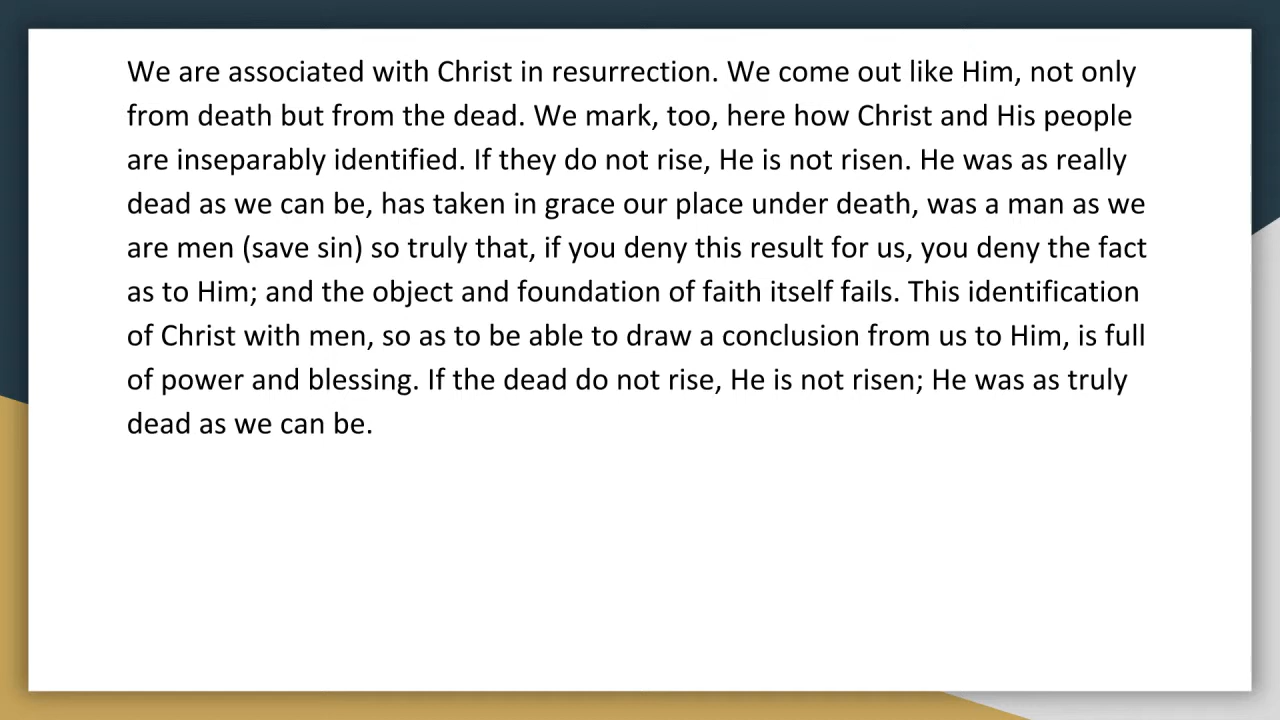 We are associated with Christ in resurrection. We come out like Him, not only
from death but from the dead. We mark, too, here how Christ and His people
are inseparably identified. If they do not rise, He is not risen. He was as really
dead as we can be, has taken in grace our place under death, was a man as we
are men (save sin) so truly that, if you deny this result for us, you deny the fact
as to Him; and the object and foundation of faith itself fails. This identification
of Christ with men, so as to be able to draw a conclusion from us to Him, is full
of power and blessing. If the dead do not rise, He is not risen; He was as truly
dead as we can be.